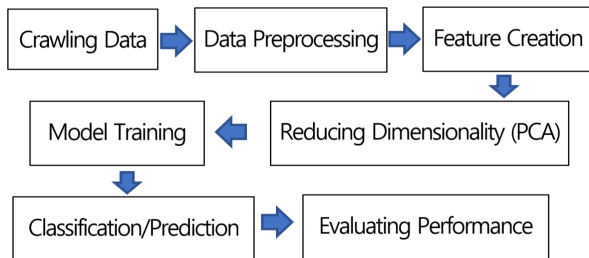 Crawling Data
Data Preprocessing
Feature Creation
Reducing Dimensionality (PCA)
Model Training
Classification/Prediction
Evaluating Performance